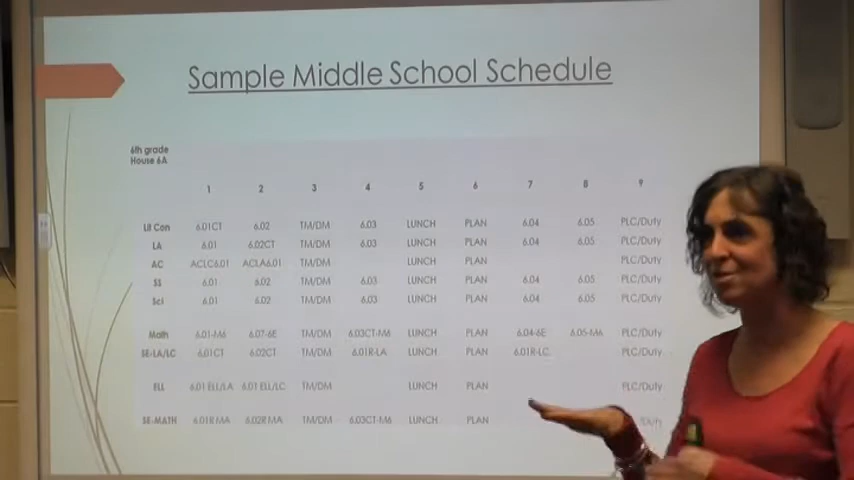 Sample Middle School Schedule
6th grade
House 6A
1 2 3 4 5 6 7 8 9
Lit Con 6.01CT 6.02 TM/DM 6.03 LUNCH PLAN 6.04 6.05 PLC/Duty
LA 6.01 6.02CT TM/DM 6.03 LUNCH PLAN 6.04 6.05 PLC/Duty
AC ACLC6.01 ACLA6.01 TM/DM LUNCH PLAN PLC/Duty
SS 6.01 6.02 TM/DM 6.03 LUNCH PLAN 6.04 6.05 PLC/Duty
Sci 6.01 6.02 TM/DM 6.03 LUNCH PLAN 6.04 6.05 PLC/Duty
Math 6.01-M6 6.07-6E TM/DM 6.03CT-M6 LUNCH PLAN 6.04-6E 6.05-M6 PLC/Duty
SE-LA/LC 6.01CT 6.02CT TM/DM 6.01R-LA LUNCH PLAN 6.01R-LC PLC/Duty
ELL 6.01 ELL/LA 6.01 ELL/LC TM/DM LUNCH PLAN PLC/Duty
SE-MATH 6.01R MA 6.02R MA TM/DM 6.03CT-M6 LUNCH PLAN /Duty